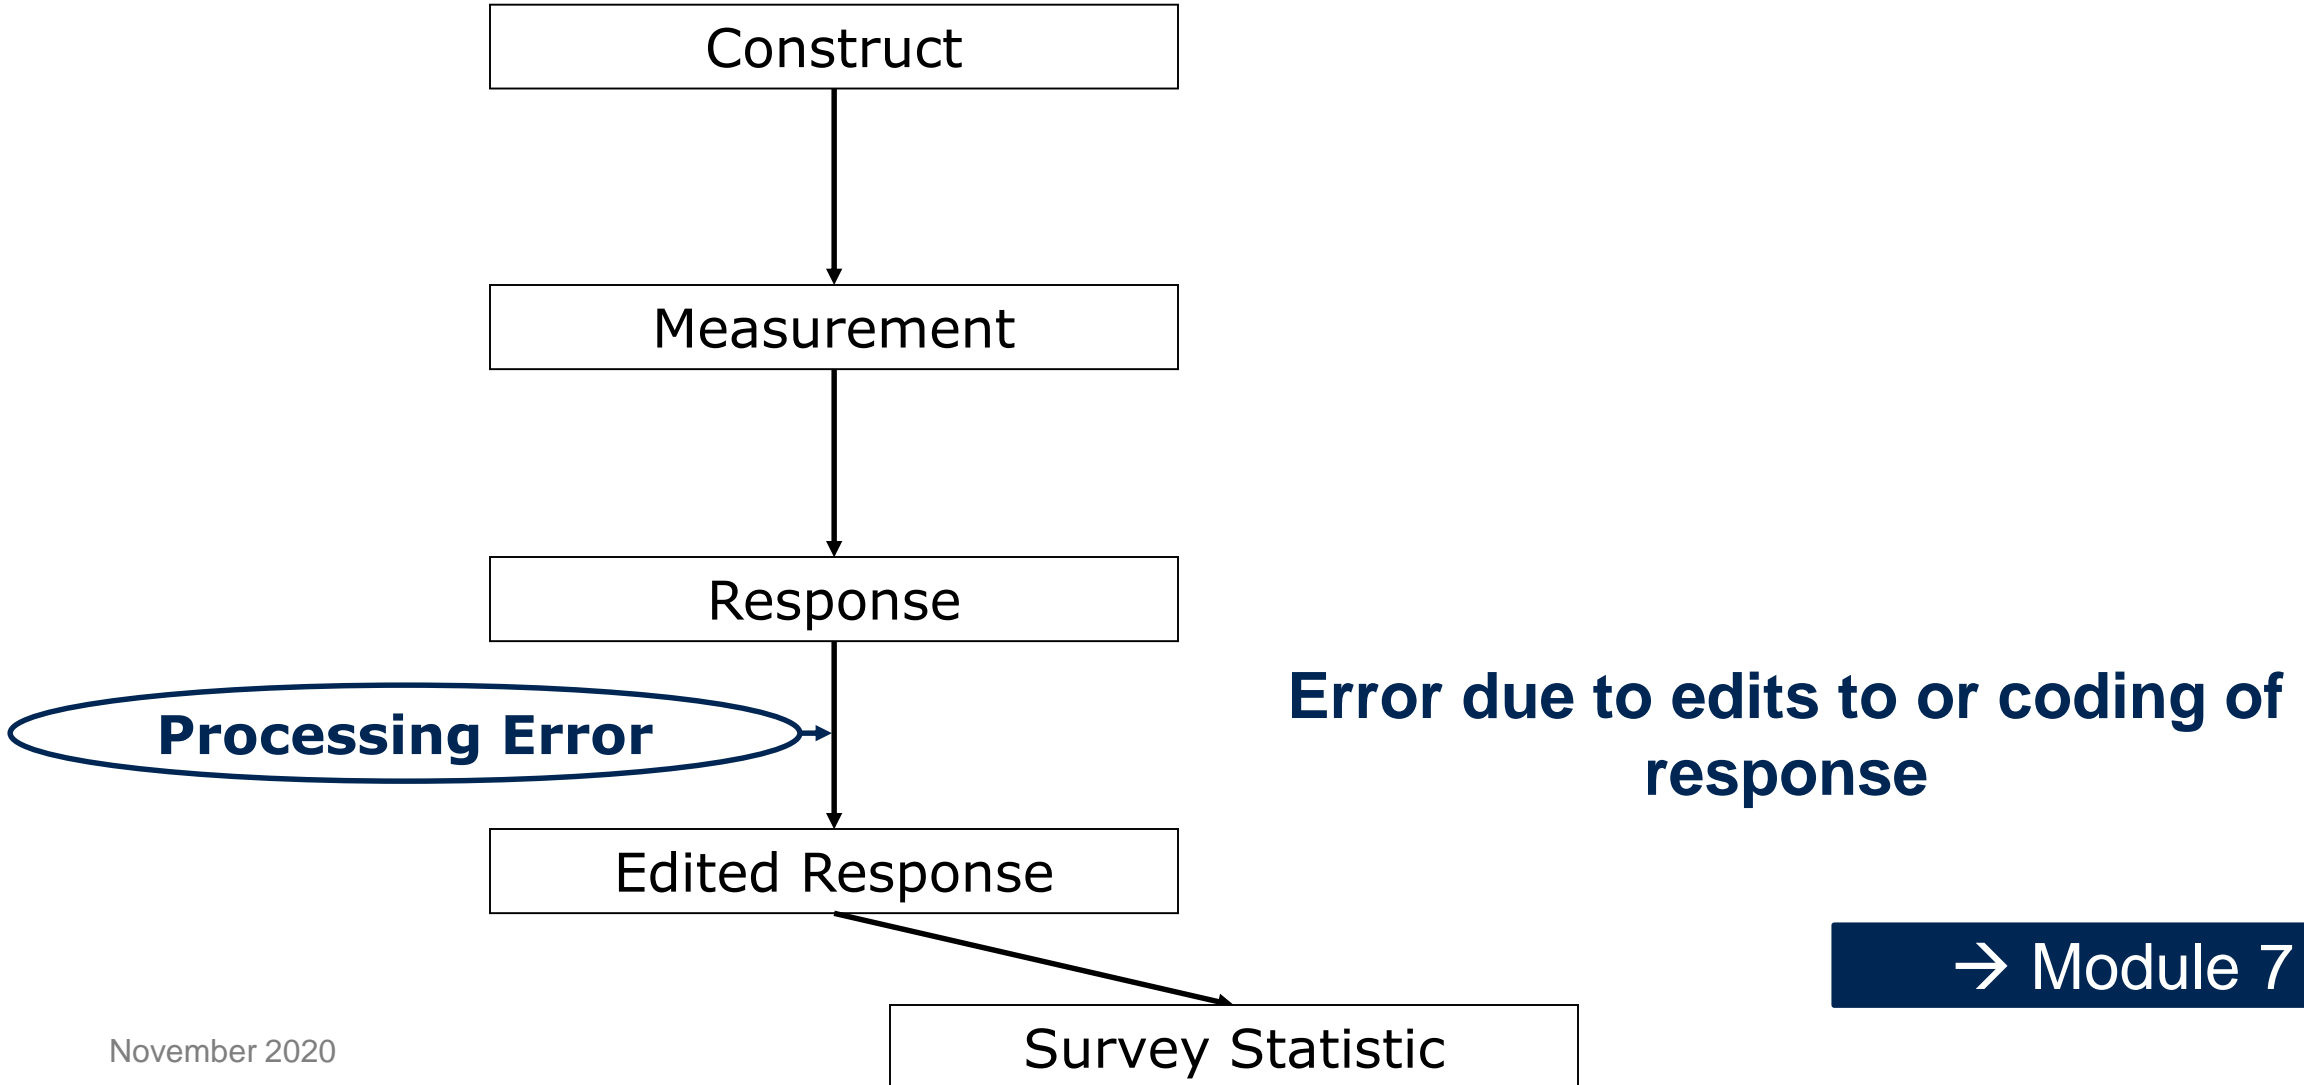 Construct
Measurement
Response
Processing Error
Error due to edits to or coding of
response
Edited Response
→ Module 7
Survey Statistic
November 2020